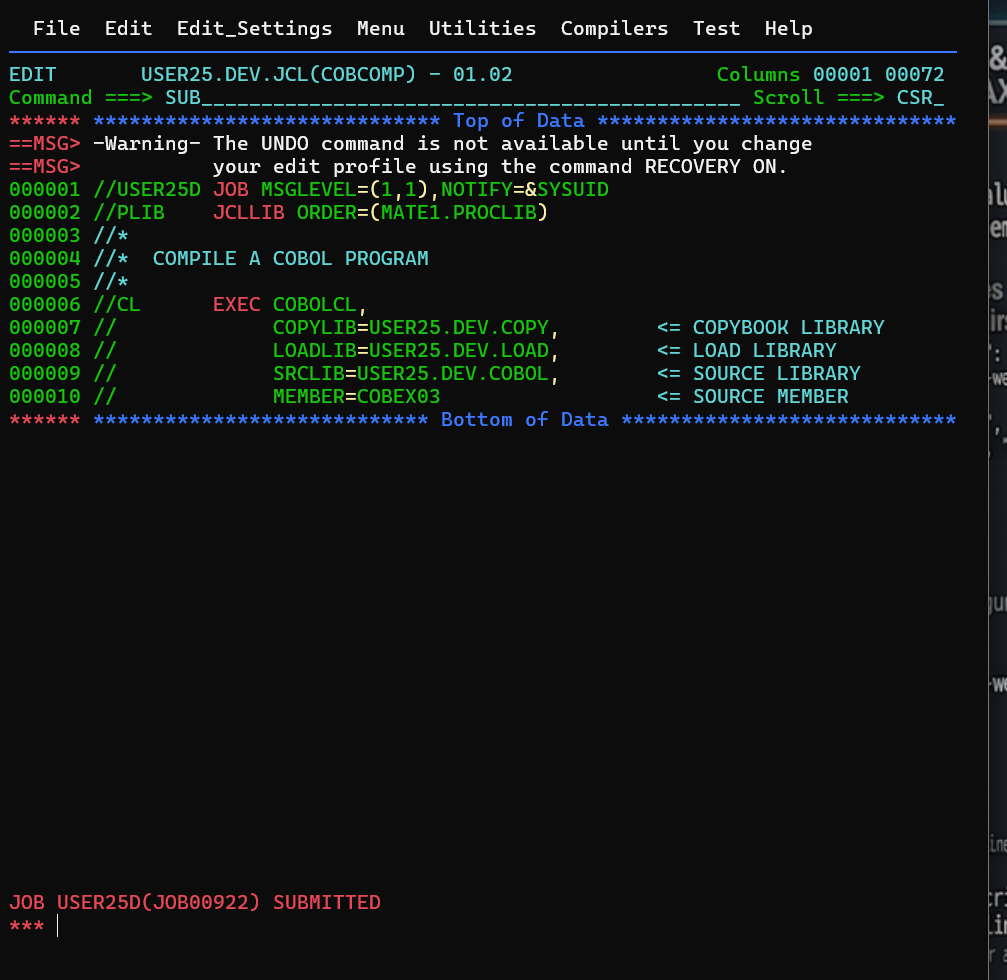 File  Edit  Edit_Settings  Menu  Utilities  Compilers  Test  Help
EDIT       USER25.DEV.JCL(COBCOMP) - 01.02                 Columns 00001 00072
Command ===> SUB_____________________________________________ Scroll ===> CSR_
****** ***************************** Top of Data ******************************
==MSG> -Warning- The UNDO command is not available until you change
==MSG>           your edit profile using the command RECOVERY ON.
000001 //USER25D JOB MSGLEVEL=(1,1),NOTIFY=&SYSUID
000002 //PLIB    JCLLIB ORDER=(MATE1.PROCLIB)
000003 //*
000004 //*  COMPILE A COBOL PROGRAM
000005 //*
000006 //CL      EXEC COBOLCL,
000007 //             COPYLIB=USER25.DEV.COPY,        <= COPYBOOK LIBRARY
000008 //             LOADLIB=USER25.DEV.LOAD,        <= LOAD LIBRARY
000009 //             SRCLIB=USER25.DEV.COBOL,        <= SOURCE LIBRARY
000010 //             MEMBER=COBEX03                  <= SOURCE MEMBER
****** **************************** Bottom of Data ****************************
JOB USER25D(JOB00922) SUBMITTED
***